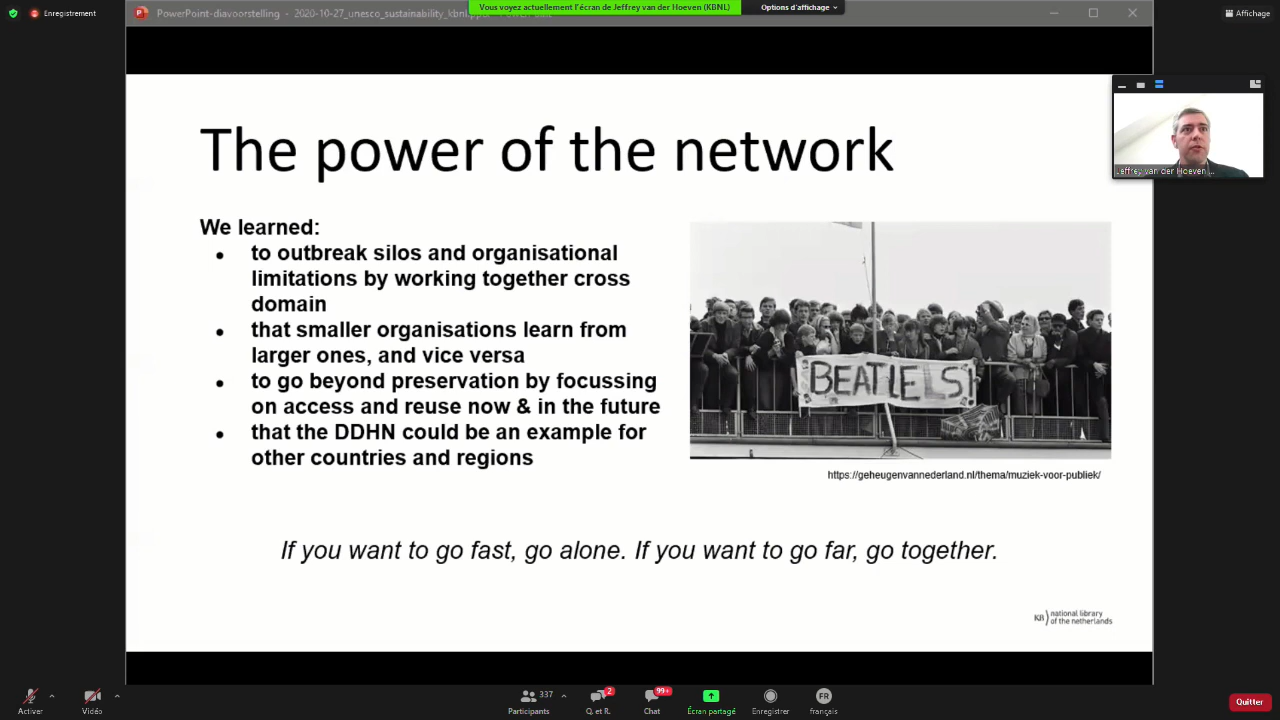 Enregistrement
PowerPoint-diavoorstelling - 2020-10-27_unesco_sustainability_kbnl
Vous voyez actuellement l'écran de Jeffrey van der Hoeven (KBNL)
Options d'affichage
Affichage
The power of the network
Jeffrey van der Hoeven ...
We learned:
• to outbreak silos and organisational
limitations by working together cross
domain
• that smaller organisations learn from
larger ones, and vice versa
• to go beyond preservation by focussing
on access and reuse now & in the future
• that the DDHN could be an example for
other countries and regions
BEATLES
https://geheugenvannederland.nl/thema/muziek-voor-publiek/
If you want to go fast, go alone. If you want to go far, go together.
KB national library
of the netherlands
Activer
Vidéo
337
Participants
2
Q. et R.
99+
Chat
Écran partagé
Enregistrer
FR
français
Quitter